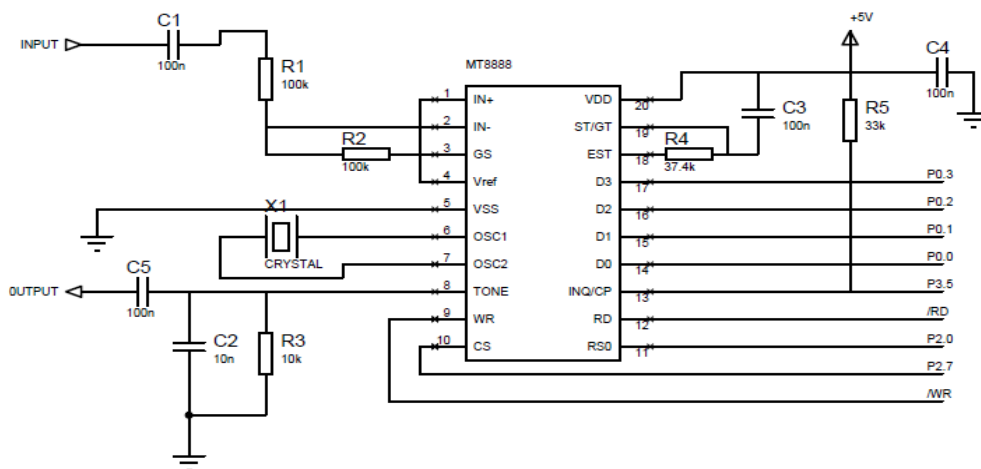 C1
INPUT
100n
R1
100k
R2
100k
X1
CRYSTAL
C5
0UTPUT
100n
C2
10n
R3
10k
MT8888
1 IN+
2 IN-
3 GS
4 Vref
5 VSS
6 OSC1
7 OSC2
8 TONE
9 WR
10 CS
VDD 20
ST/GT 19
EST 18
D3 17
D2 16
D1 15
D0 14
INQ/CP 13
RD 12
RS0 11
R4
37.4k
C3
100n
+5V
R5
33k
C4
100n
P0.3
P0.2
P0.1
P0.0
P3.5
/RD
P2.0
P2.7
/WR